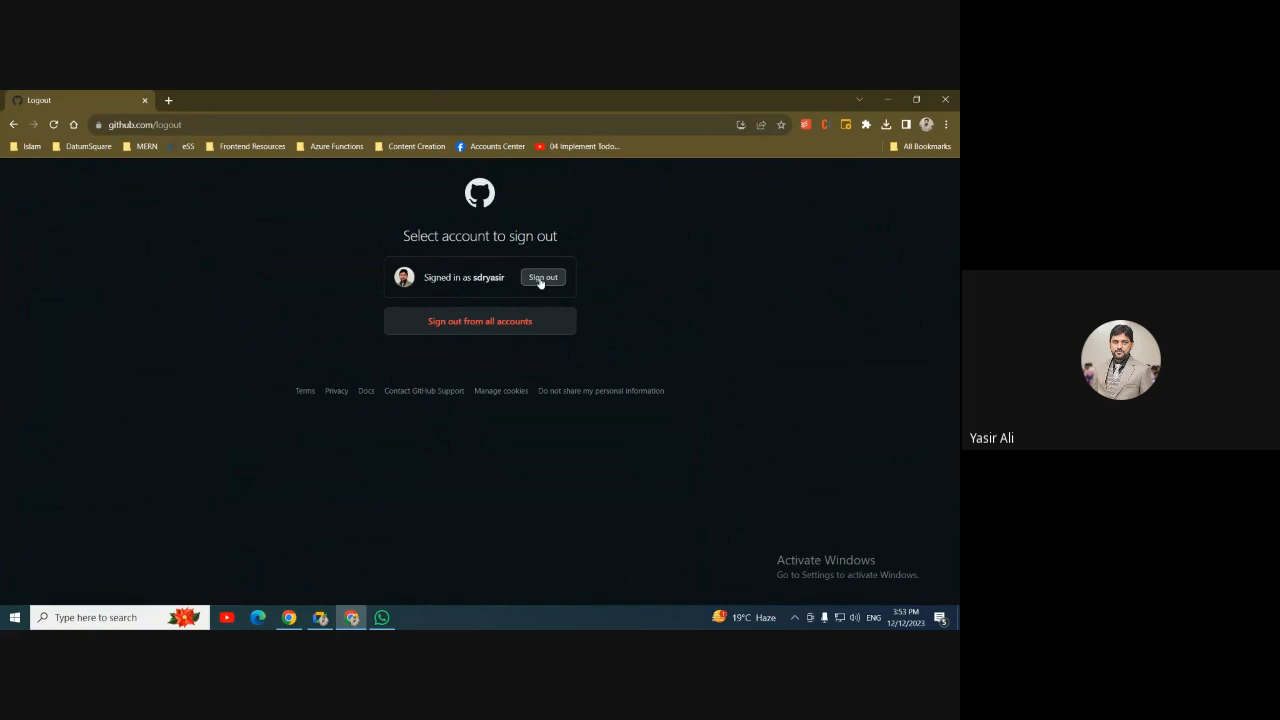 Logout
github.com/logout
Islam DatumSquare MERN eSS Frontend Resources Azure Functions Content Creation Accounts Center 04 Implement Todo... All Bookmarks
Select account to sign out
Signed in as sdryasir Sign out
Sign out from all accounts
Terms Privacy Docs Contact GitHub Support Manage cookies Do not share my personal information
Yasir Ali
Activate Windows
Go to Settings to activate Windows.
Type here to search 19°C Haze ENG 3:53 PM
12/12/2023 5